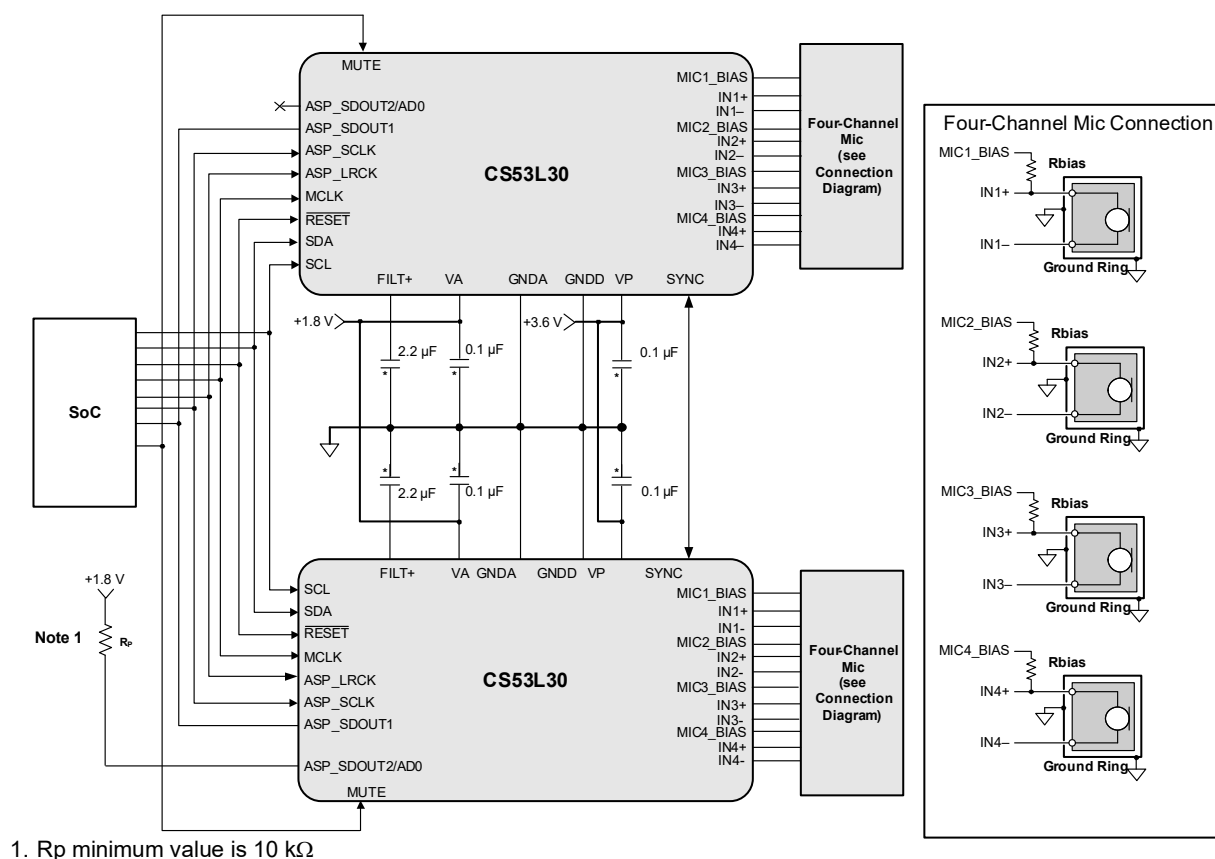 MUTE
ASP_SDOUT2/AD0
ASP_SDOUT1
ASP_SCLK
ASP_LRCK
MCLK
RESET
SDA
SCL
CS53L30
MIC1_BIAS
IN1+
IN1–
MIC2_BIAS
IN2+
IN2–
MIC3_BIAS
IN3+
IN3–
MIC4_BIAS
IN4+
IN4–
FILT+ VA GNDA GNDD VP SYNC
Four-Channel
Mic
(see
Connection
Diagram)
+1.8 V
+3.6 V
2.2 µF
*
0.1 µF
*
0.1 µF
*
SoC
*
2.2 µF
*
0.1 µF
*
0.1 µF
+1.8 V
Note 1
RP
FILT+ VA GNDA GNDD VP SYNC
SCL
SDA
RESET
MCLK
ASP_LRCK
ASP_SCLK
ASP_SDOUT1
ASP_SDOUT2/AD0
MUTE
CS53L30
MIC1_BIAS
IN1+
IN1-
MIC2_BIAS
IN2+
IN2-
MIC3_BIAS
IN3+
IN3-
MIC4_BIAS
IN4+
IN4-
Four-Channel
Mic
(see
Connection
Diagram)
Four-Channel Mic Connection
MIC1_BIAS
Rbias
IN1+
IN1–
Ground Ring
MIC2_BIAS
Rbias
IN2+
IN2–
Ground Ring
MIC3_BIAS
Rbias
IN3+
IN3–
Ground Ring
MIC4_BIAS
Rbias
IN4+
IN4–
Ground Ring
1. Rp minimum value is 10 kΩ